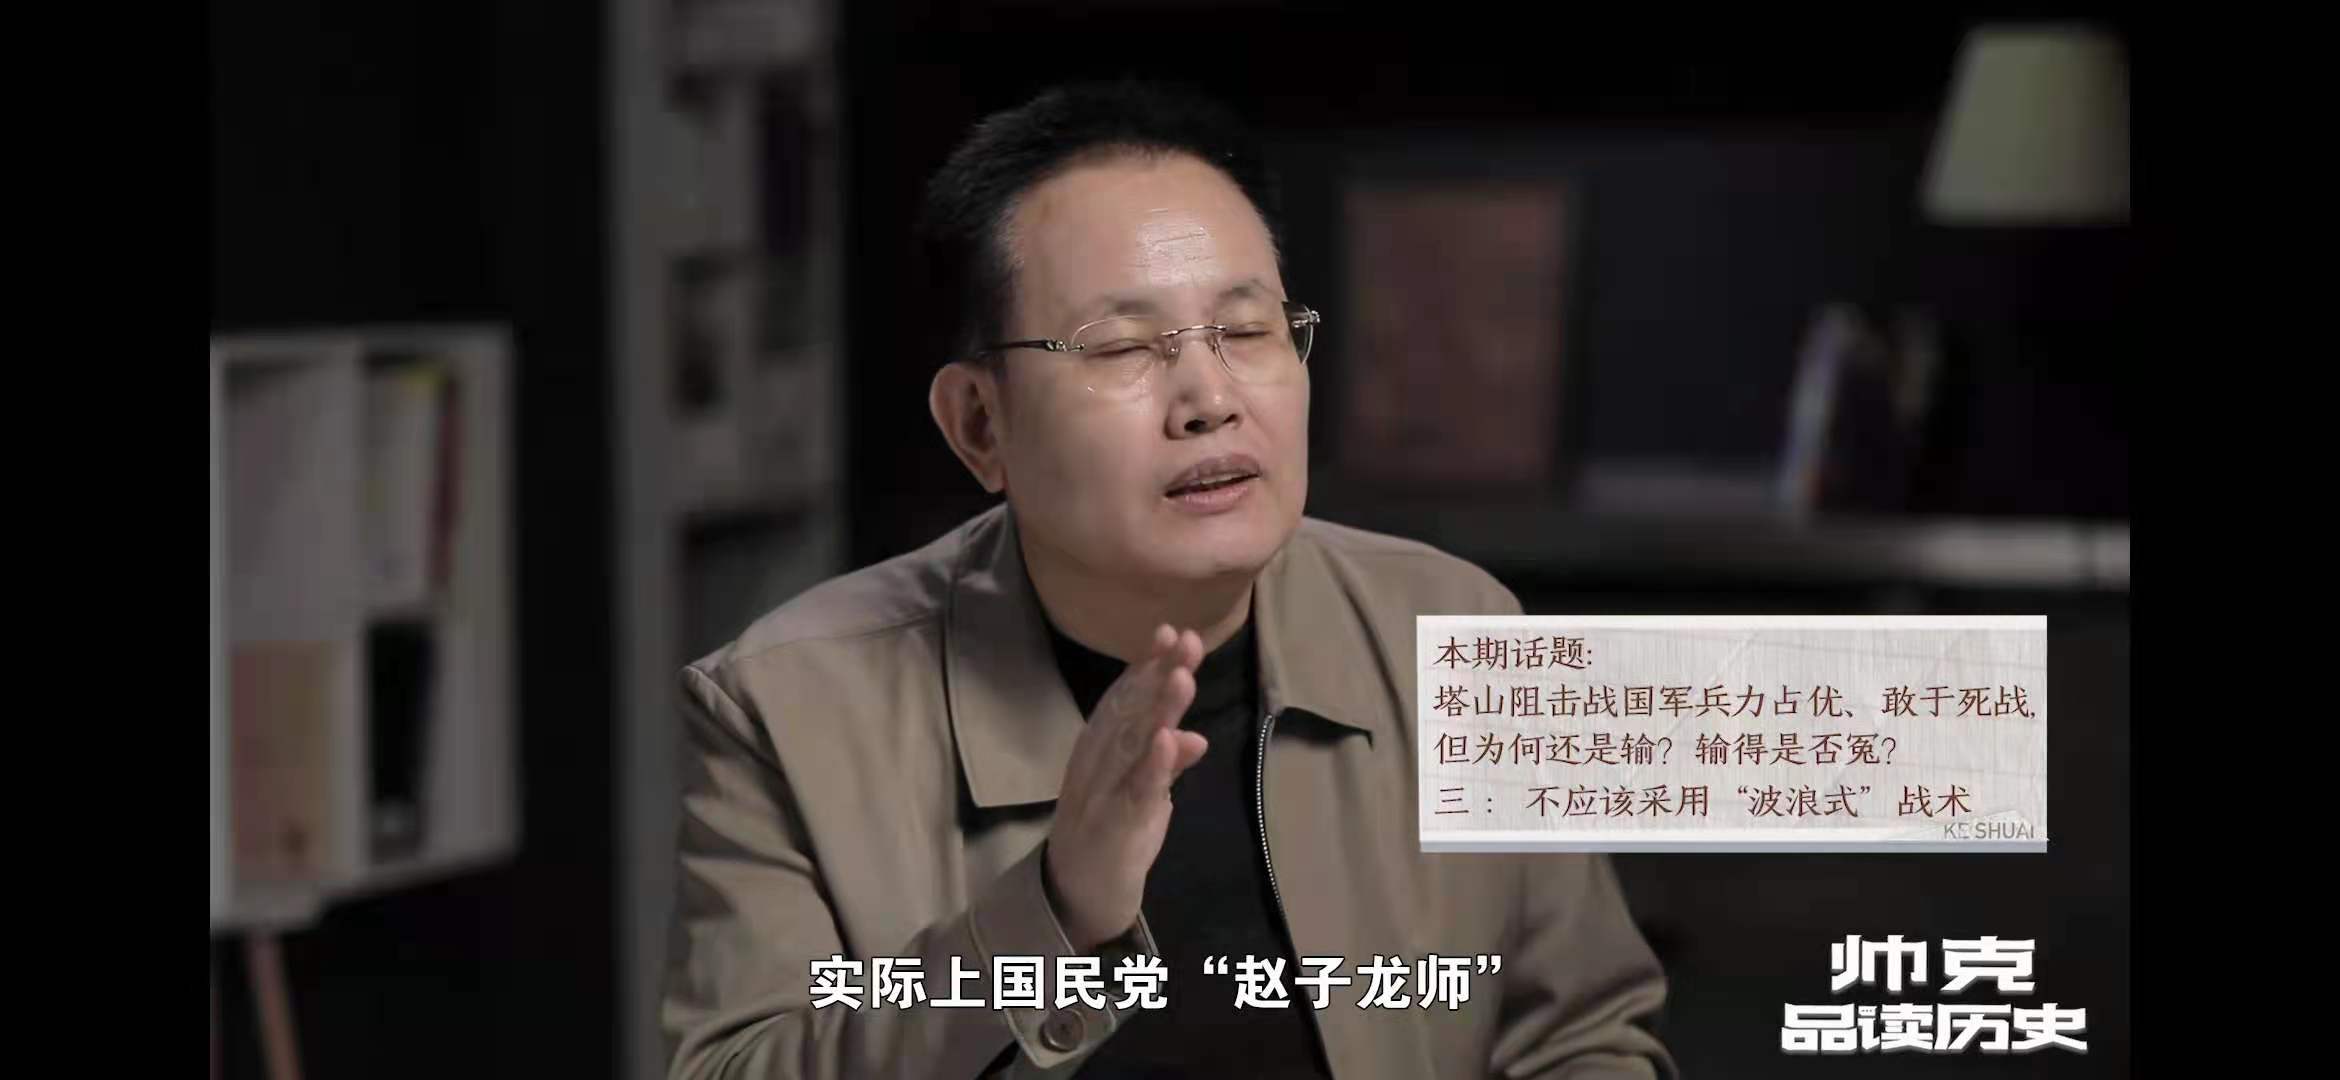 本期话题:
塔山阻击战国军兵力占优、敢于死战,
但为何还是输？输得是否冤？
三： 不应该采用“波浪式”战术
KE SHUAI
实际上国民党“赵子龙师”
帅克
品读历史